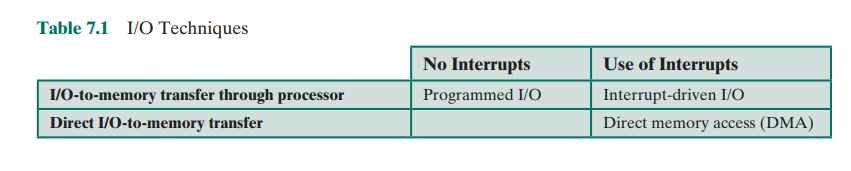 Table 7.1 I/O Techniques
No Interrupts Use of Interrupts
I/O-to-memory transfer through processor Programmed I/O Interrupt-driven I/O
Direct I/O-to-memory transfer Direct memory access (DMA)